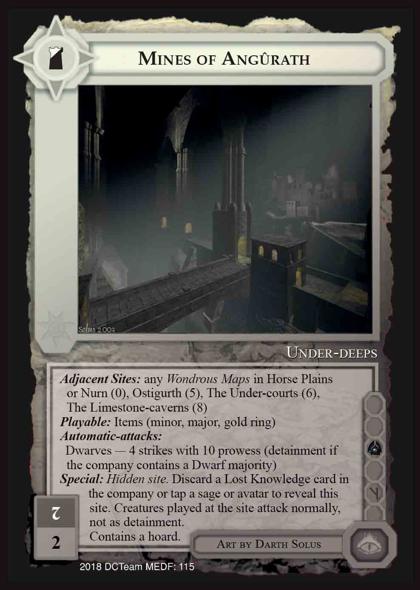 MINES OF ANGÛRATH
Solus 2007
UNDER-DEEPS
Adjacent Sites: any Wondrous Maps in Horse Plains
or Nurn (0), Ostigurth (5), The Under-courts (6),
The Limestone-caverns (8)
Playable: Items (minor, major, gold ring)
Automatic-attacks:
Dwarves — 4 strikes with 10 prowess (detainment if
the company contains a Dwarf majority)
Special: Hidden site. Discard a Lost Knowledge card in
the company or tap a sage or avatar to reveal this
site. Creatures played at the site attack normally,
not as detainment.
Contains a hoard.
2
ART BY DARTH SOLUS
2018 DCTeam MEDF: 115